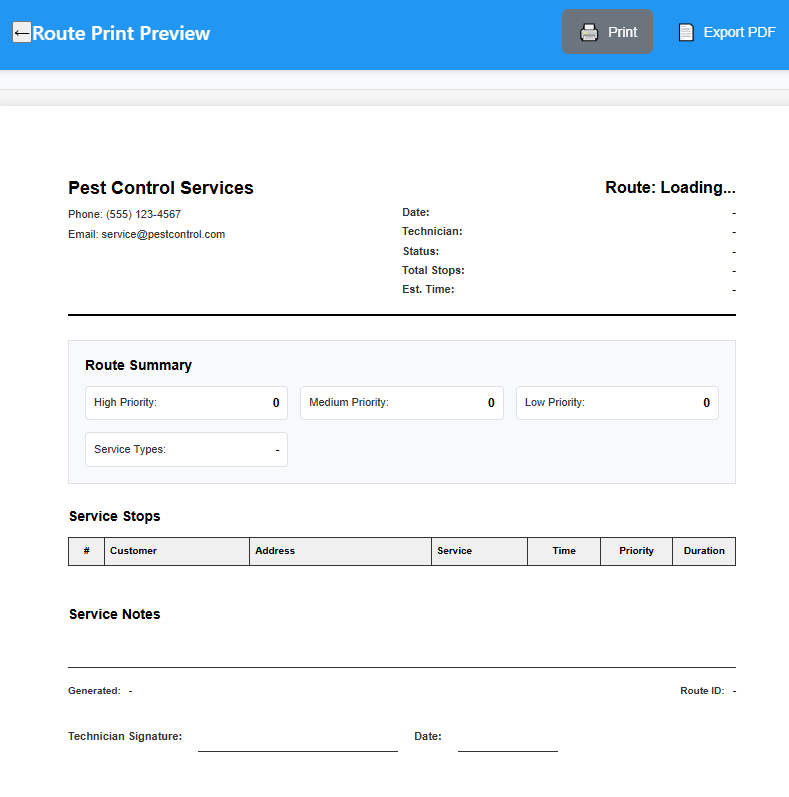 ←Route Print Preview
Print
Export PDF
Pest Control Services
Phone: (555) 123-4567
Email: service@pestcontrol.com
Route: Loading...
Date: -
Technician: -
Status: -
Total Stops: -
Est. Time: -
Route Summary
High Priority: 0
Medium Priority: 0
Low Priority: 0
Service Types: -
Service Stops
# Customer Address Service Time Priority Duration
Service Notes
Generated: -
Route ID: -
Technician Signature:
Date: